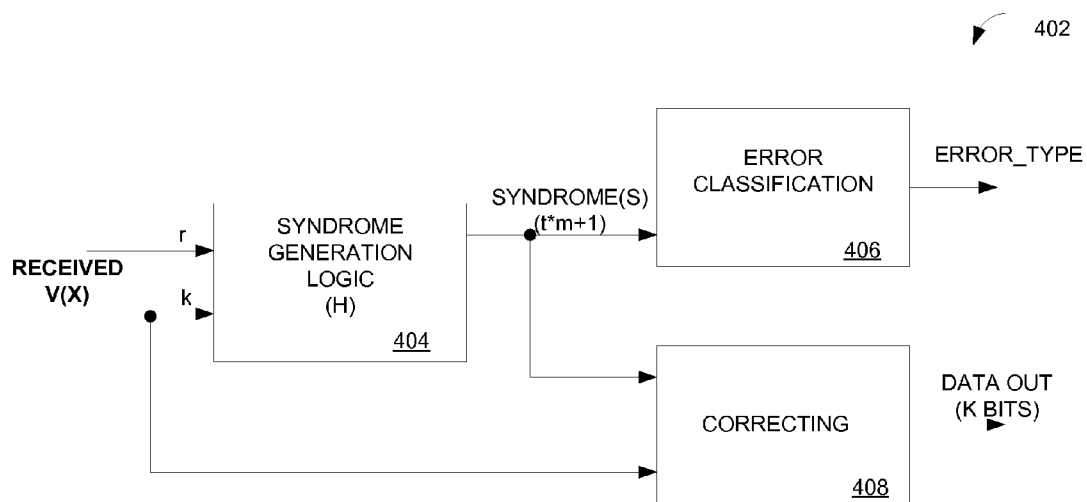 402
ERROR
CLASSIFICATION
406
ERROR_TYPE
SYNDROME(S)
(t*m+1)
r
SYNDROME
GENERATION
LOGIC
(H)
404
RECEIVED
V(X)
k
CORRECTING
408
DATA OUT
(K BITS)